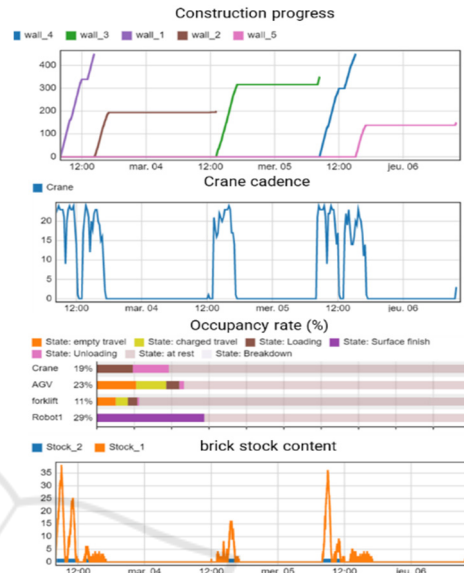 Construction progress
wall_4 wall_3 wall_1 wall_2 wall_5
400
300
200
100
0
12:00 mar. 04 12:00 mer. 05 12:00 jeu. 06
Crane cadence
Crane
20
15
10
5
0
12:00 mar. 04 12:00 mer. 05 12:00 jeu. 06
Occupancy rate (%)
State: empty travel State: charged travel State: Loading State: Surface finish
State: Unloading State: at rest State: Breakdown
Crane 19%
AGV 23%
forklift 11%
Robot1 29%
brick stock content
Stock_2 Stock_1
35
30
25
20
15
10
5
0
12:00 mar. 04 12:00 mer. 05 12:00 jeu. 06